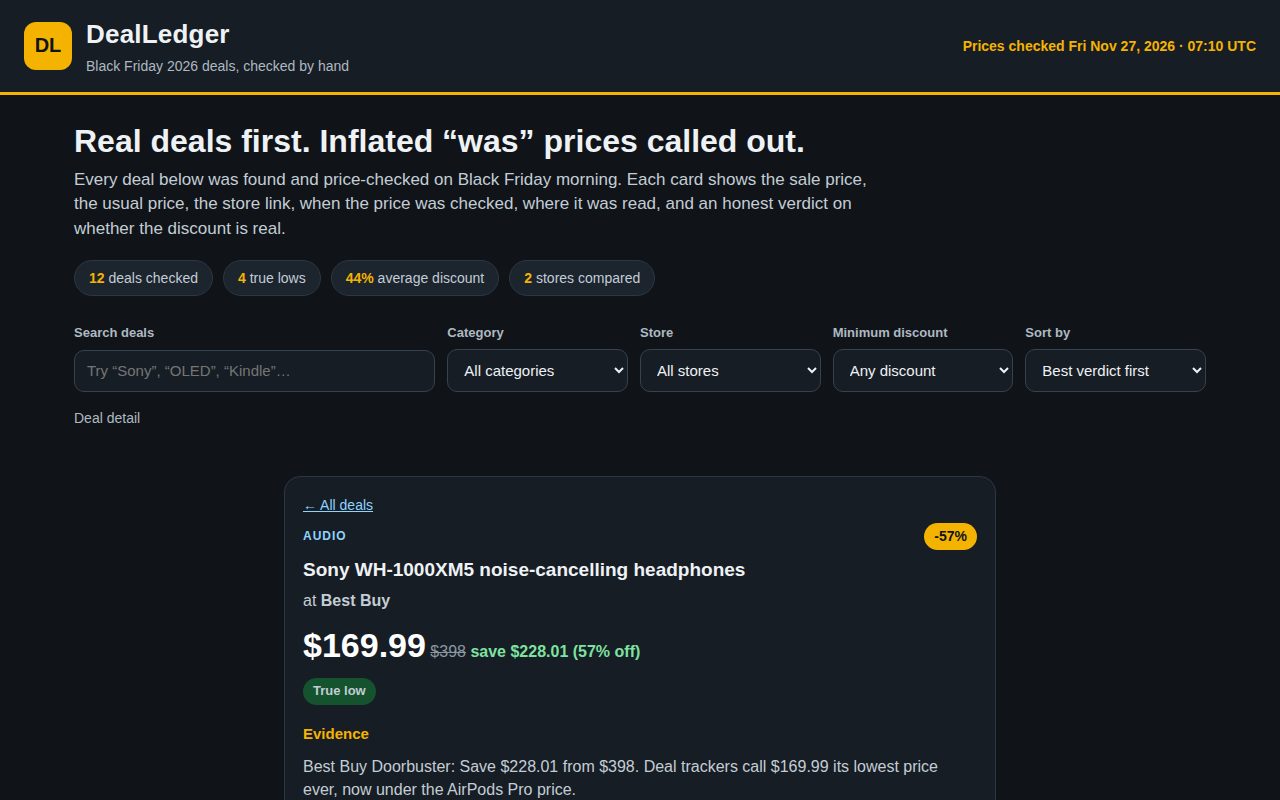 DL
DealLedger
Black Friday 2026 deals, checked by hand
Prices checked Fri Nov 27, 2026 · 07:10 UTC
Real deals first. Inflated “was” prices called out.
Every deal below was found and price-checked on Black Friday morning. Each card shows the sale price,
the usual price, the store link, when the price was checked, where it was read, and an honest verdict on
whether the discount is real.
12 deals checked 4 true lows 44% average discount 2 stores compared
Search deals Category Store Minimum discount Sort by
Try “Sony”, “OLED”, “Kindle”… All categories All stores Any discount Best verdict first
Deal detail
← All deals
AUDIO -57%
Sony WH-1000XM5 noise-cancelling headphones
at Best Buy
$169.99 $398 save $228.01 (57% off)
True low
Evidence
Best Buy Doorbuster: Save $228.01 from $398. Deal trackers call $169.99 its lowest price
ever, now under the AirPods Pro price.